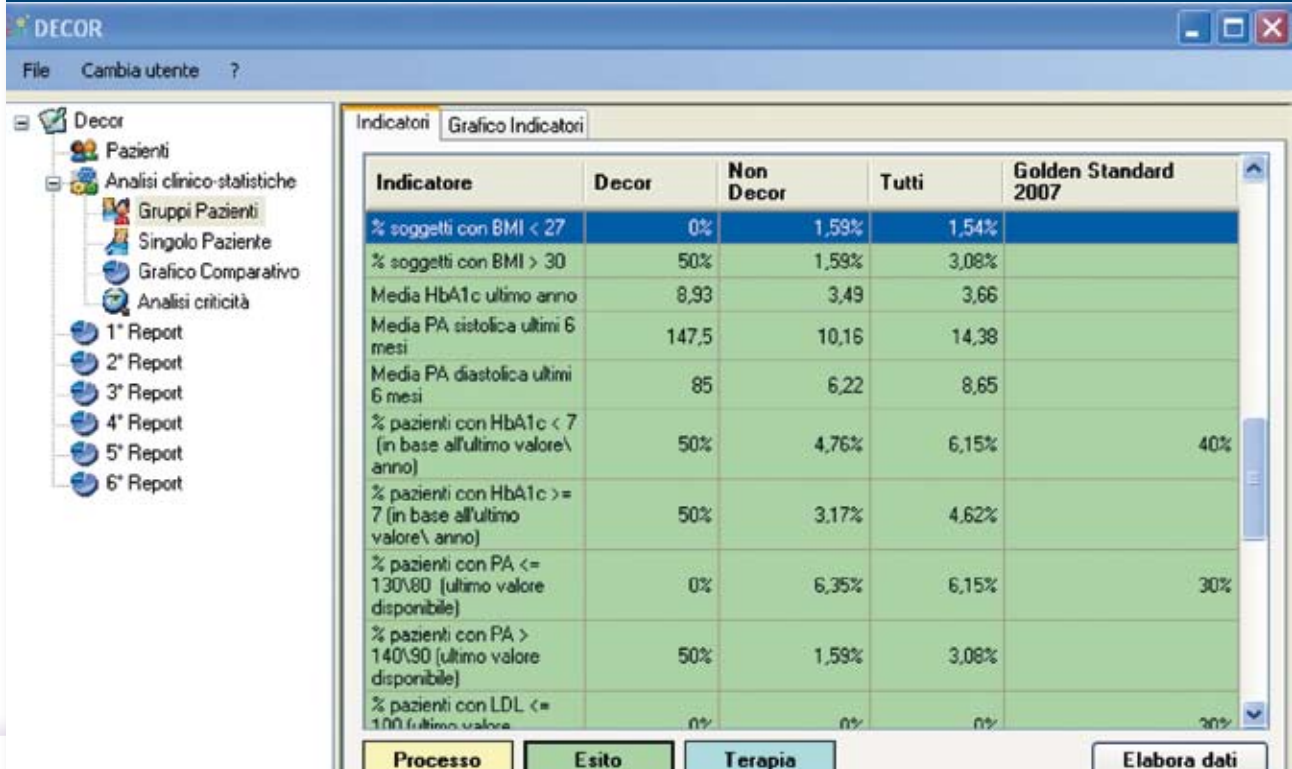 DECOR
File Cambia utente ?
Decor
Pazienti
Analisi clinico-statistiche
Gruppi Pazienti
Singolo Paziente
Grafico Comparativo
Analisi criticità
1° Report
2° Report
3° Report
4° Report
5° Report
6° Report
Indicatori Grafico Indicatori
Indicatore Decor Non Decor Tutti Golden Standard 2007
% soggetti con BMI < 27 0% 1,59% 1,54%
% soggetti con BMI > 30 50% 1,59% 3,08%
Media HbA1c ultimo anno 8,93 3,49 3,66
Media PA sistolica ultimi 6
mesi 147,5 10,16 14,38
Media PA diastolica ultimi
6 mesi 85 6,22 8,65
% pazienti con HbA1c < 7
(in base all'ultimo valore\
anno) 50% 4,76% 6,15% 40%
% pazienti con HbA1c >=
7 (in base all'ultimo
valore\ anno) 50% 3,17% 4,62%
% pazienti con PA <=
130\80 (ultimo valore
disponibile) 0% 6,35% 6,15% 30%
% pazienti con PA >
140\90 (ultimo valore
disponibile) 50% 1,59% 3,08%
% pazienti con LDL <=
100 (ultimo valore 0% 0% 0% 30%
Processo Esito Terapia Elabora dati